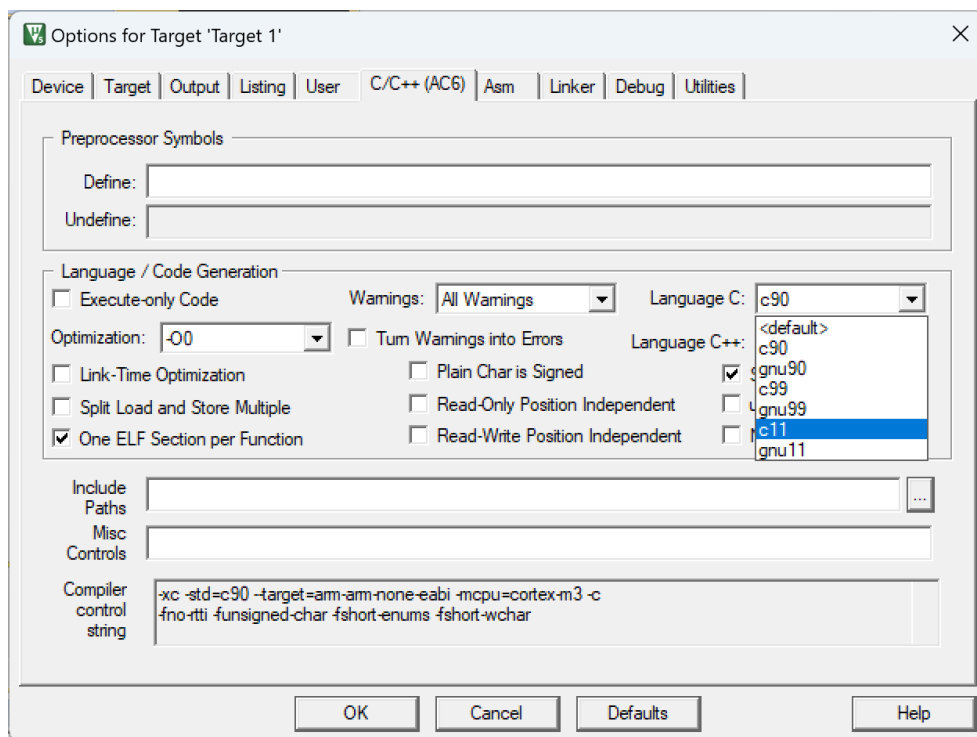 Options for Target 'Target 1'
Device Target Output Listing User C/C++ (AC6) Asm Linker Debug Utilities
Preprocessor Symbols
Define:
Undefine:
Language / Code Generation
Execute-only Code
Warnings: All Warnings
Language C: c90
Optimization: -O0
Turn Warnings into Errors
Language C++:
<default>
c90
gnu90
c99
gnu99
c11
gnu11
Link-Time Optimization
Plain Char is Signed
Split Load and Store Multiple
Read-Only Position Independent
One ELF Section per Function
Read-Write Position Independent
Include
Paths
...
Misc
Controls
Compiler
control
string
-xc -std=c90 --target=arm-arm-none-eabi -mcpu=cortex-m3 -c
-fno-rtti -funsigned-char -fshort-enums -fshort-wchar
OK Cancel Defaults Help